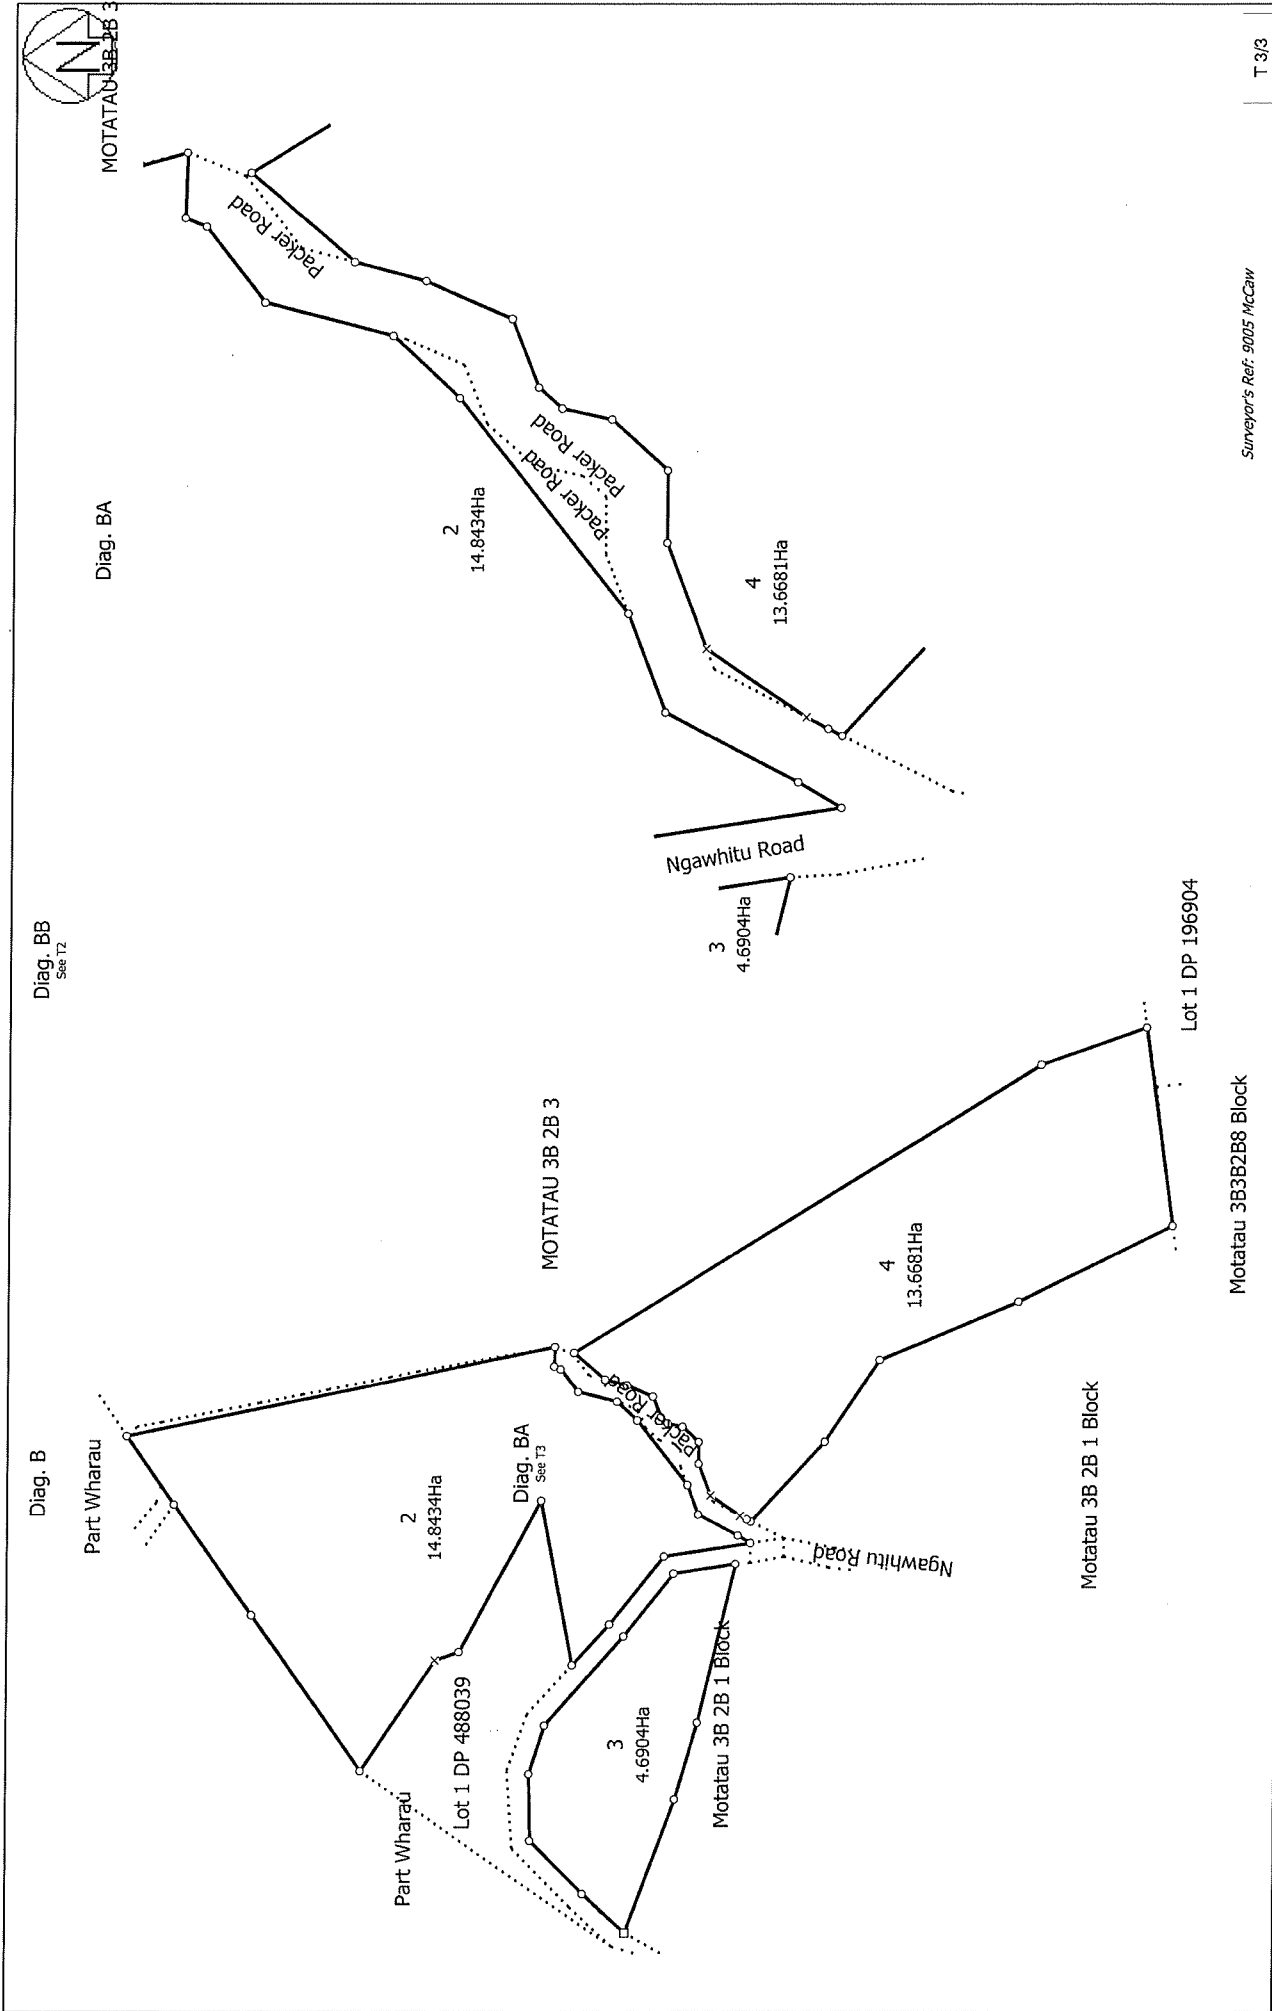 Diag. B
Part Wharau
2
14.8434Ha
Diag. BA
See T3
Part Wharau
Lot 1 DP 488039
3
4.6904Ha
Motatau 3B 2B 1 Block
Packer Road
Ngawhitu Road
MOTATAU 3B 2B 3
4
13.6681Ha
Motatau 3B 2B 1 Block
Motatau 3B3B2B8 Block
Lot 1 DP 196904
Diag. BB
See T2
Diag. BA
MOTATAU 3B 2B 3
N
Packer Road
2
14.8434Ha
Packer Road
Packer Road
4
13.6681Ha
Ngawhitu Road
3
4.6904Ha
Surveyor's Ref: 9005 McCaw
T 3/3